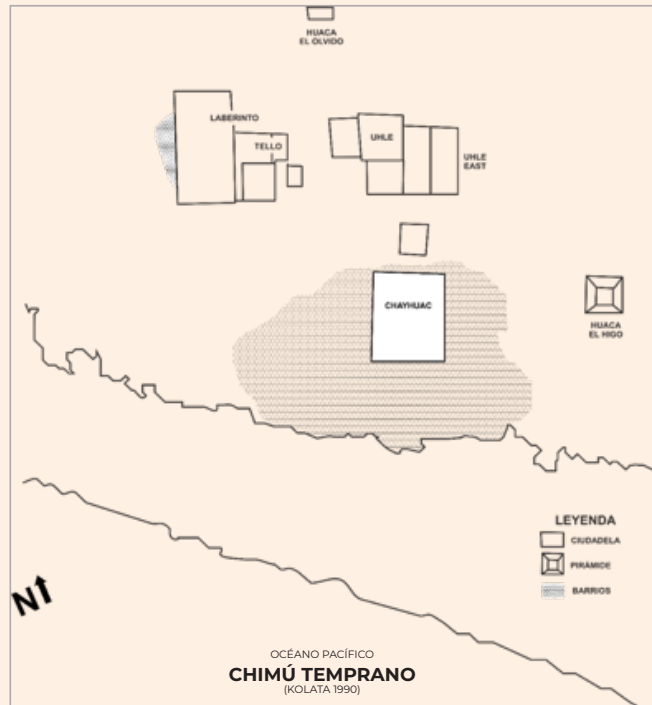 HUACA
EL OLVIDO
LABERINTO
TELLO
UHLE
UHLE
EAST
CHAYHUAC
HUACA
EL HIGO
LEYENDA
CIUDADELA
PIRÁMIDE
BARRIOS
N
OCÉANO PACÍFICO
CHIMÚ TEMPRANO
(KOLATA 1990)